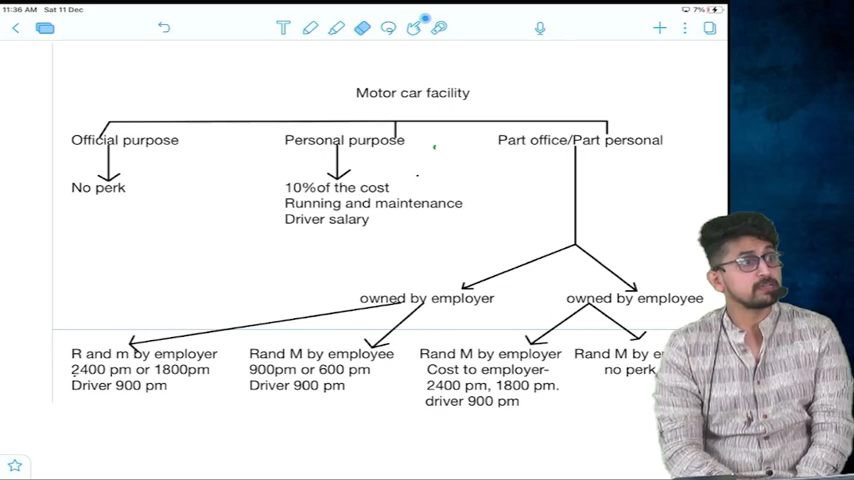 11:36 AM Sat 11 Dec
7%
T
Motor car facility
Official purpose
Personal purpose
Part office/Part personal
No perk
10%of the cost
Running and maintenance
Driver salary
owned by employer
owned by employee
R and m by employer
2400 pm or 1800pm
Driver 900 pm
Rand M by employee
900pm or 600 pm
Driver 900 pm
Rand M by employer
Cost to employer-
2400 pm, 1800 pm.
driver 900 pm
Rand M by
no perk